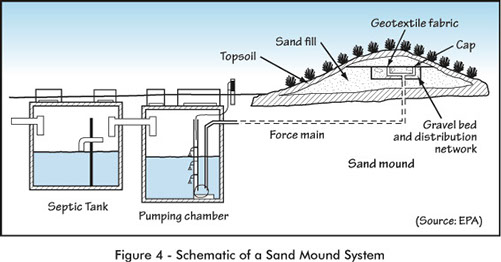 Geotextile fabric
Sand fill
Cap
Topsoil
Force main
Gravel bed
and distribution
network
Sand mound
Septic Tank
Pumping chamber
(Source: EPA)
Figure 4 - Schematic of a Sand Mound System